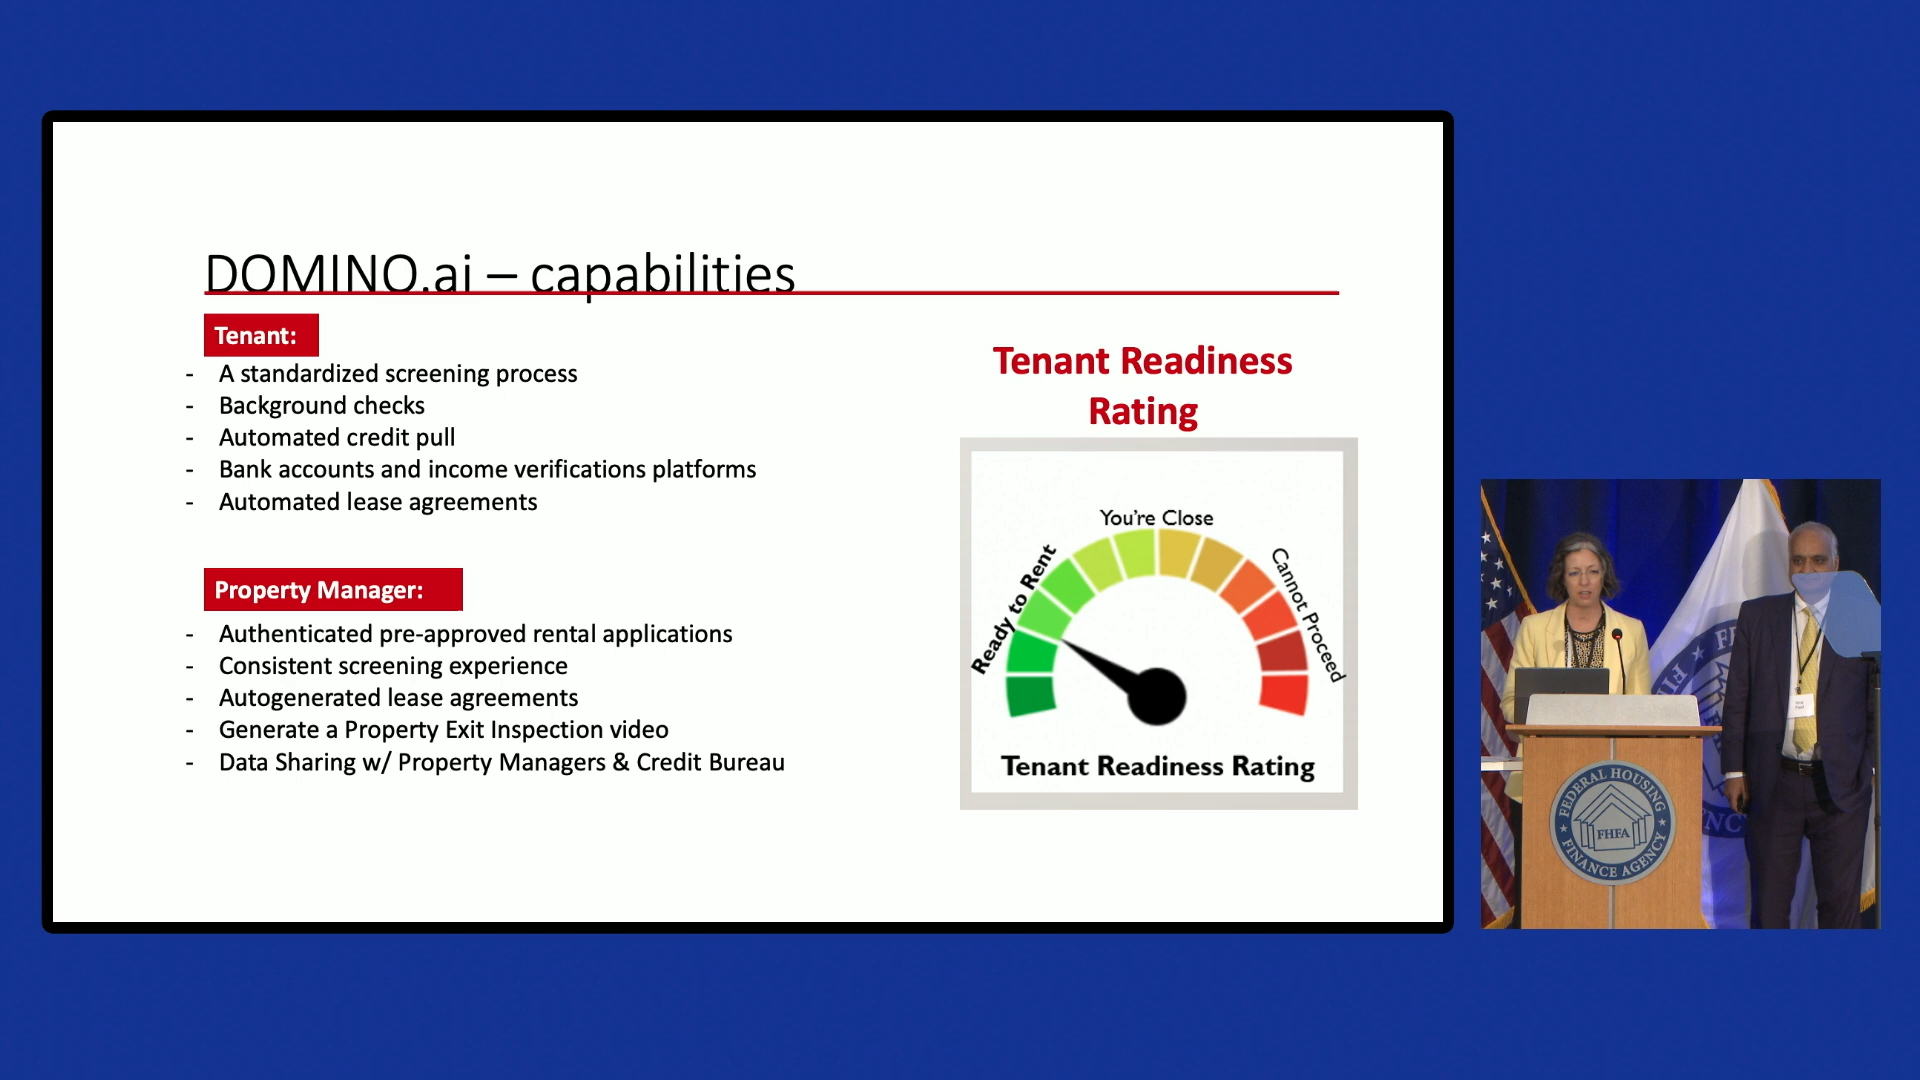 DOMINO.ai – capabilities
Tenant:
- A standardized screening process
- Background checks
- Automated credit pull
- Bank accounts and income verifications platforms
- Automated lease agreements
Property Manager:
- Authenticated pre-approved rental applications
- Consistent screening experience
- Autogenerated lease agreements
- Generate a Property Exit Inspection video
- Data Sharing w/ Property Managers & Credit Bureau
Tenant Readiness
Rating
Ready to Rent
You're Close
Cannot Proceed
Tenant Readiness Rating
FEDERAL HOUSING
FHFA
FINANCE AGENCY